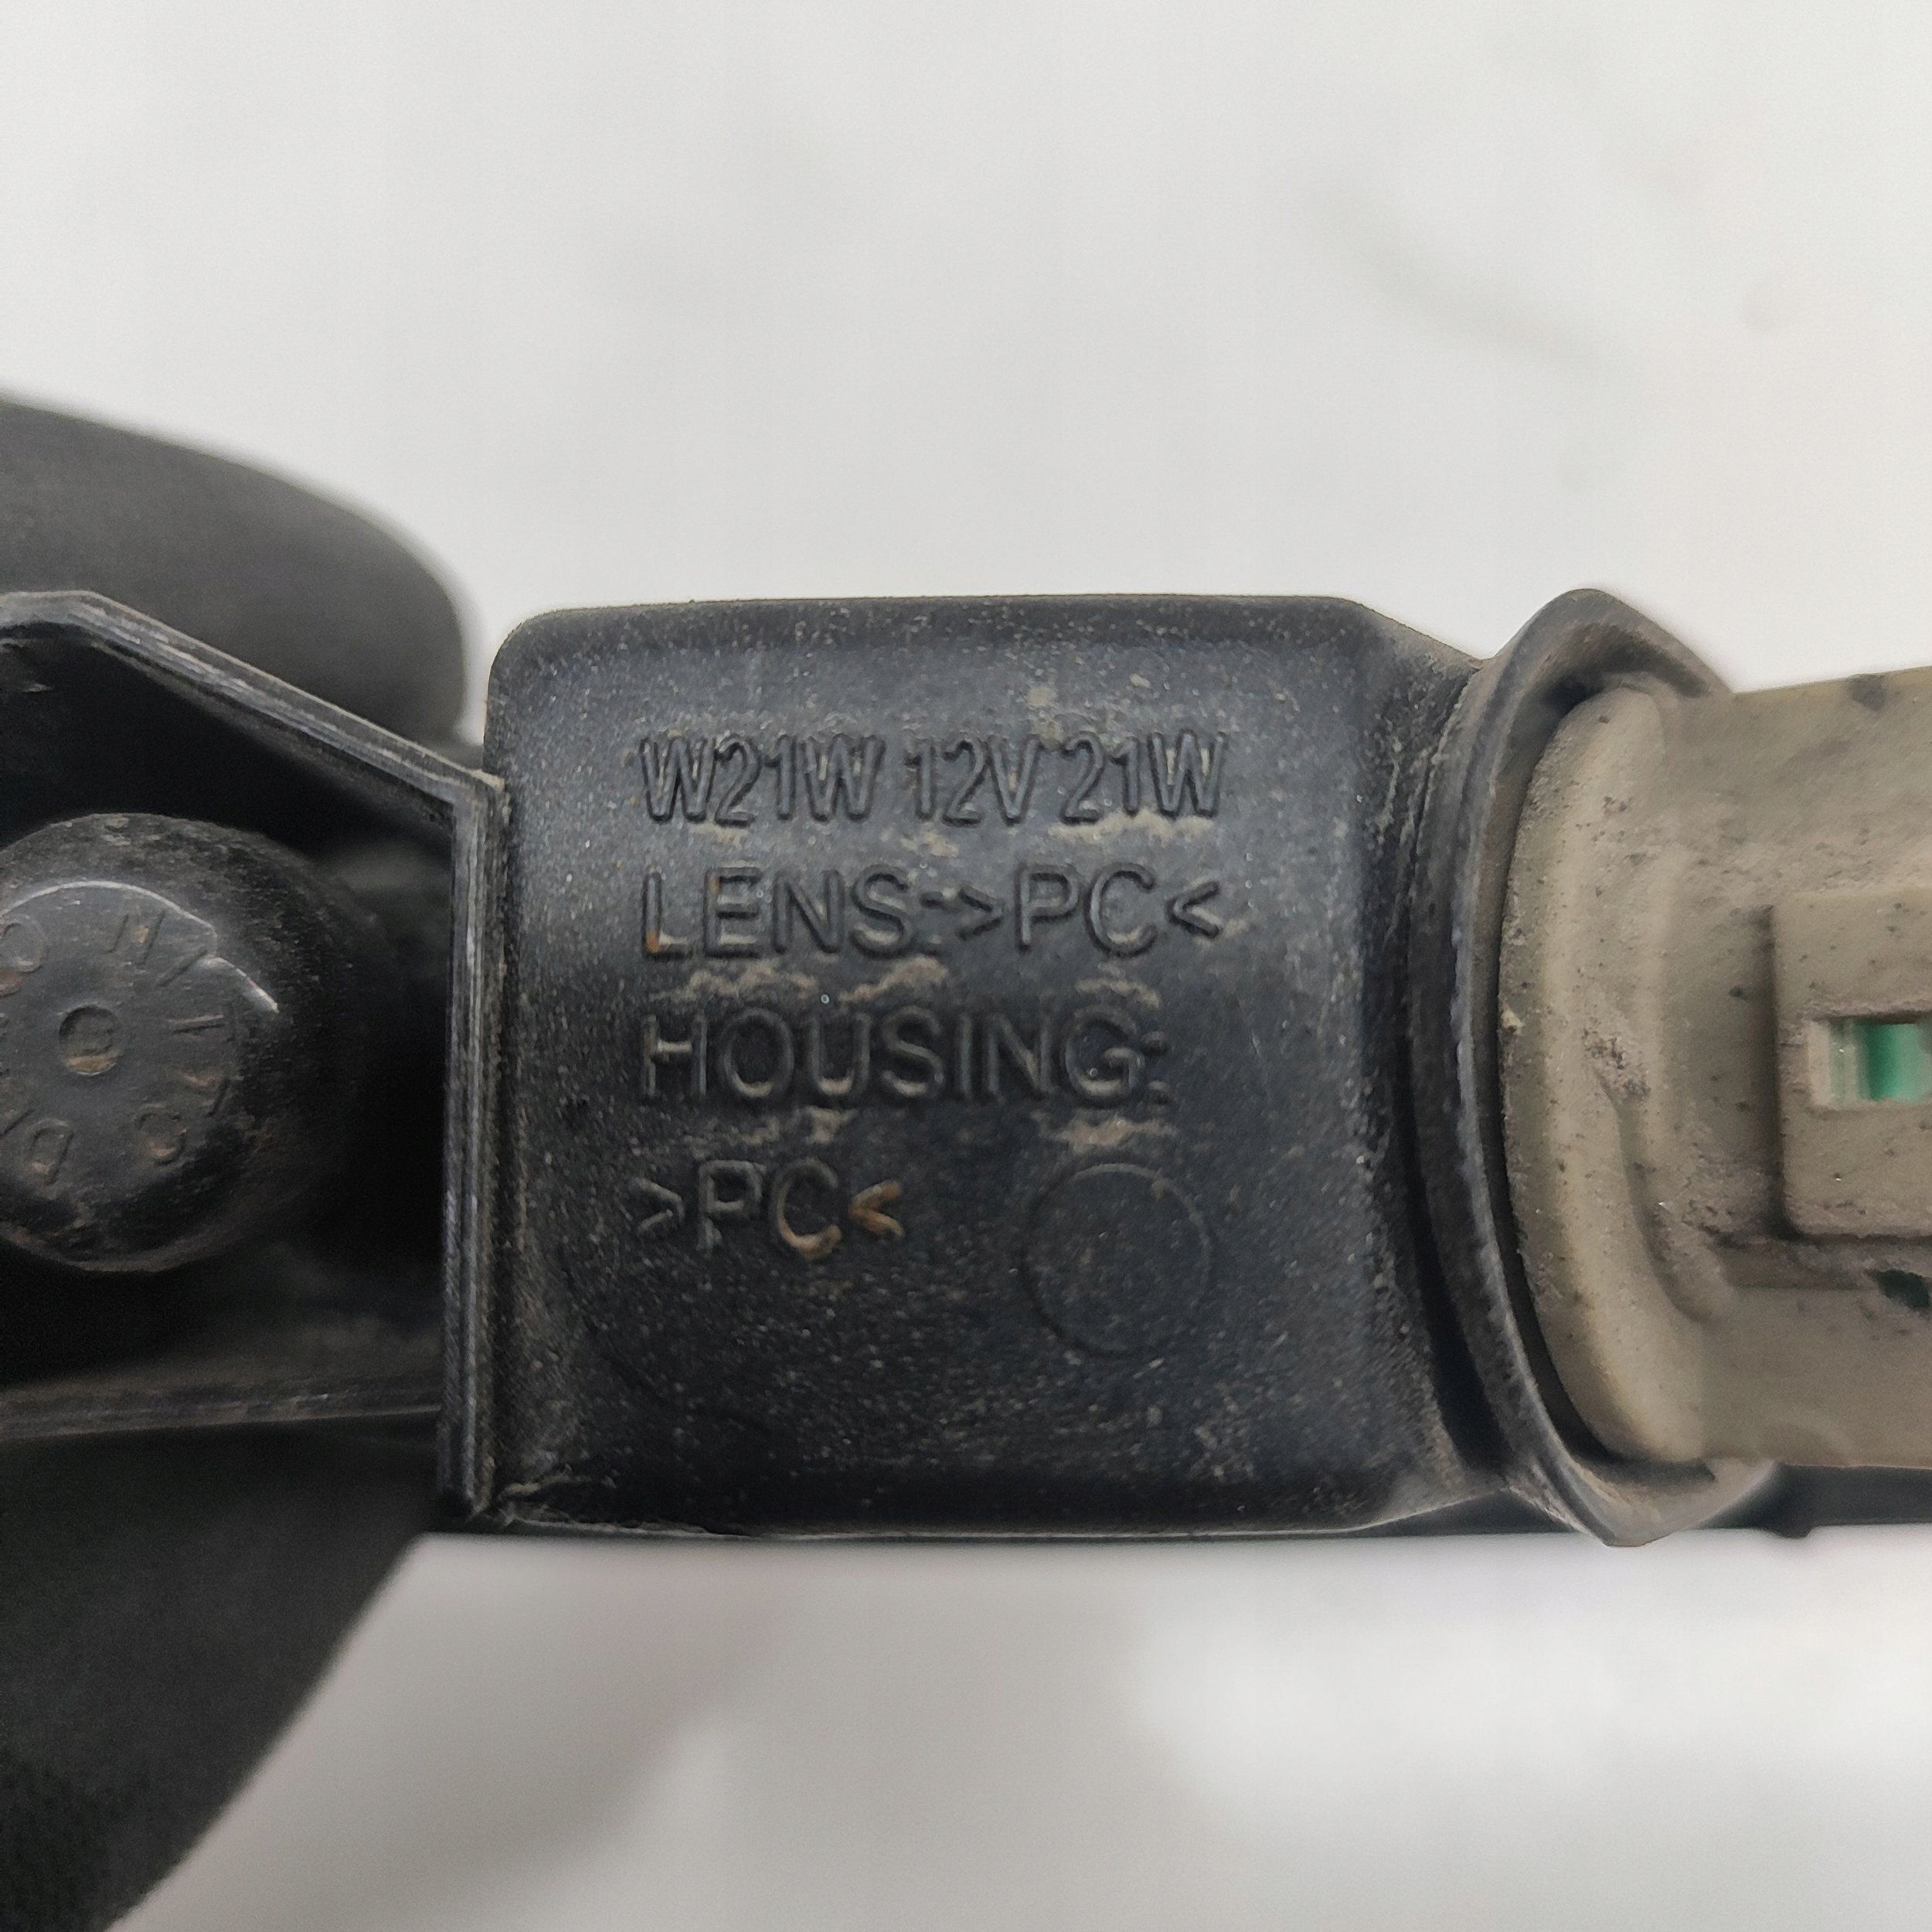 W21W 12V 21W
LENS:>PC<
HOUSING:
>PC<